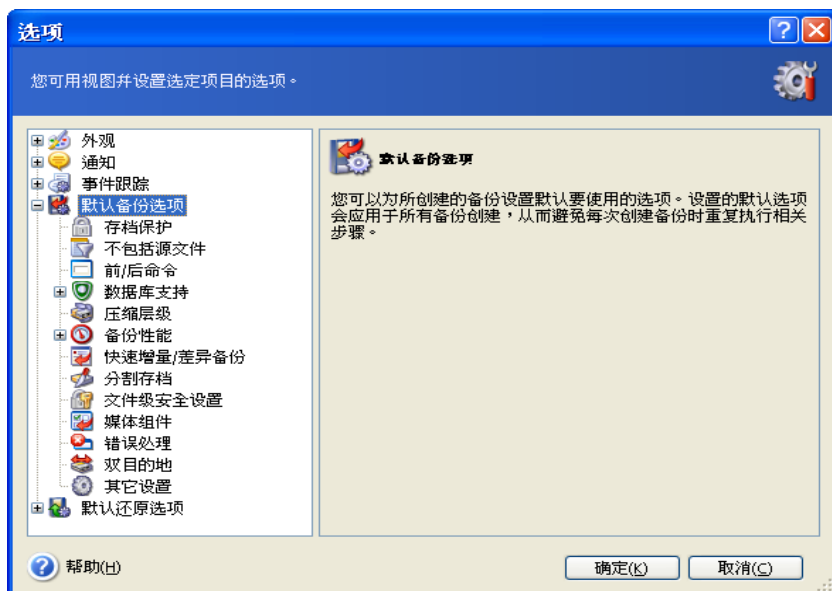 选项
您可用视图并设置选定项目的选项。
外观
通知
事件跟踪
默认备份选项
存档保护
不包括源文件
前/后命令
数据库支持
压缩层级
备份性能
快速增量/差异备份
分割存档
文件级安全设置
媒体组件
错误处理
双目的地
其它设置
默认还原选项
默认备份选项
您可以为所创建的备份设置默认要使用的选项。设置的默认选项
会应用于所有备份创建，从而避免每次创建备份时重复执行相关
步骤。
帮助(H)
确定(K)
取消(C)